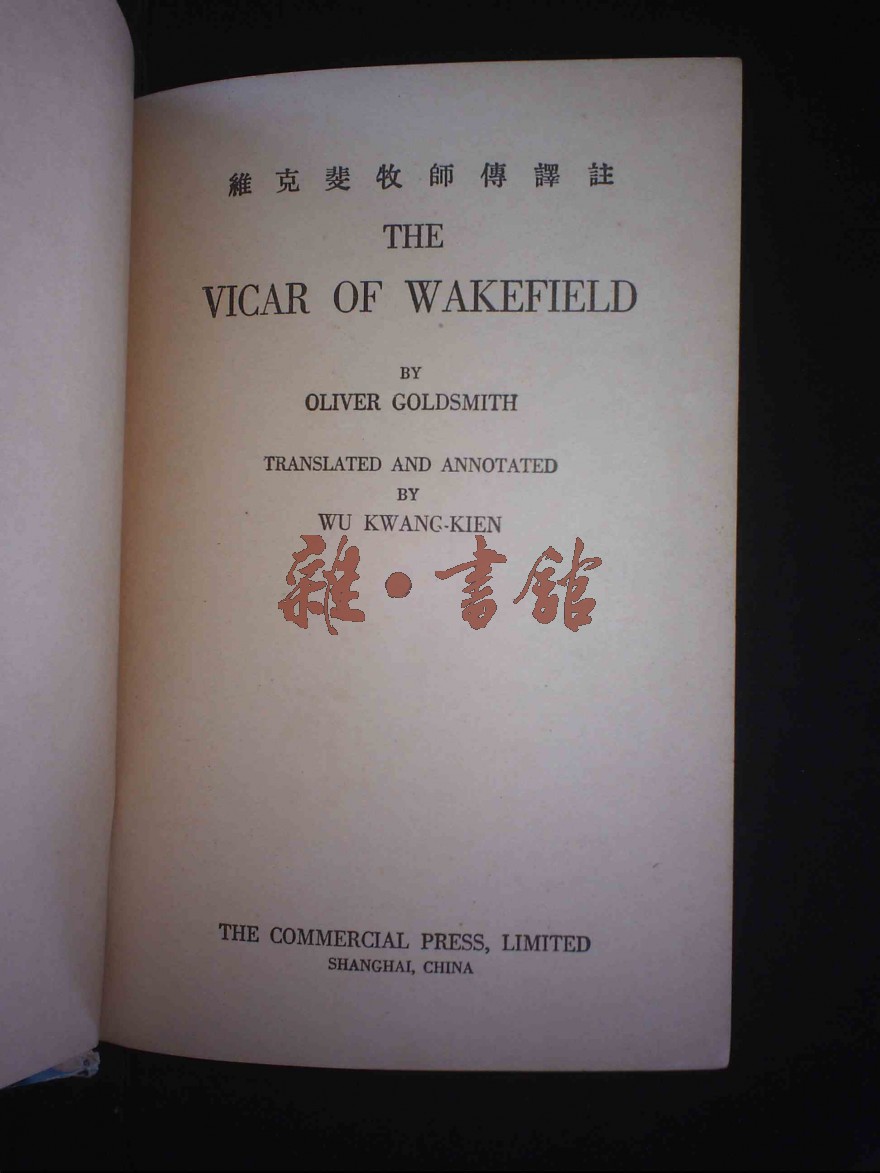 維克斐牧師傳譯註
THE
VICAR OF WAKEFIELD
BY
OLIVER GOLDSMITH
TRANSLATED AND ANNOTATED
BY
WU KWANG-KIEN
雜·書館
THE COMMERCIAL PRESS, LIMITED
SHANGHAI, CHINA